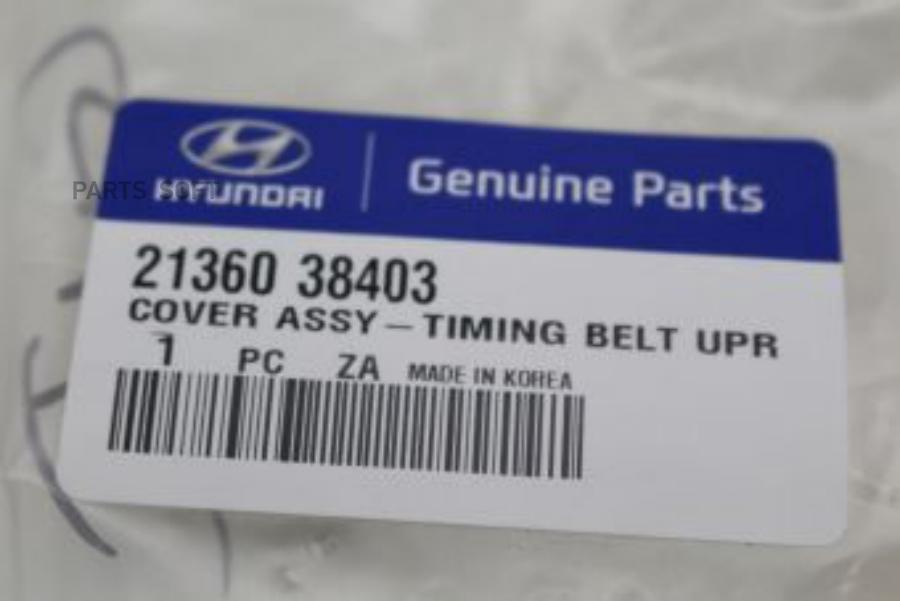 HYUNDAI
Genuine Parts
21360 38403
COVER ASSY-TIMING BELT UPR
1 PC ZA MADE IN KOREA